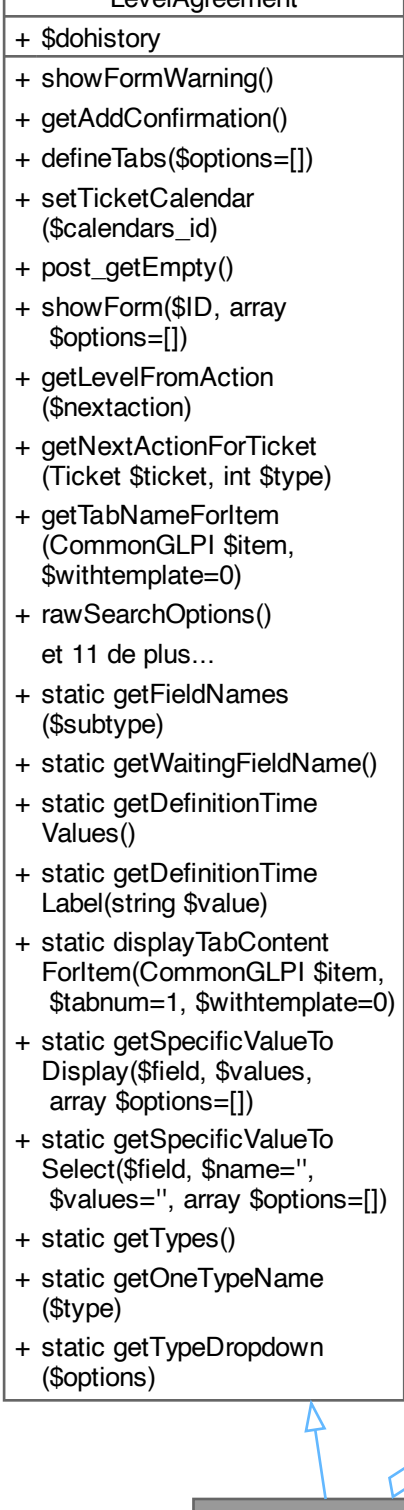 LevelAgreement
+ $dohistory
+ showFormWarning()
+ getAddConfirmation()
+ defineTabs($options=[])
+ setTicketCalendar
($calendars_id)
+ post_getEmpty()
+ showForm($ID, array
$options=[])
+ getLevelFromAction
($nextaction)
+ getNextActionForTicket
(Ticket $ticket, int $type)
+ getTabNameForItem
(CommonGLPI $item,
$withtemplate=0)
+ rawSearchOptions()
et 11 de plus...
+ static getFieldNames
($subtype)
+ static getWaitingFieldName()
+ static getDefinitionTime
Values()
+ static getDefinitionTime
Label(string $value)
+ static displayTabContent
ForItem(CommonGLPI $item,
$tabnum=1, $withtemplate=0)
+ static getSpecificValueTo
Display($field, $values,
array $options=[])
+ static getSpecificValueTo
Select($field, $name='',
$values='', array $options=[])
+ static getTypes()
+ static getOneTypeName
($type)
+ static getTypeDropdown
($options)